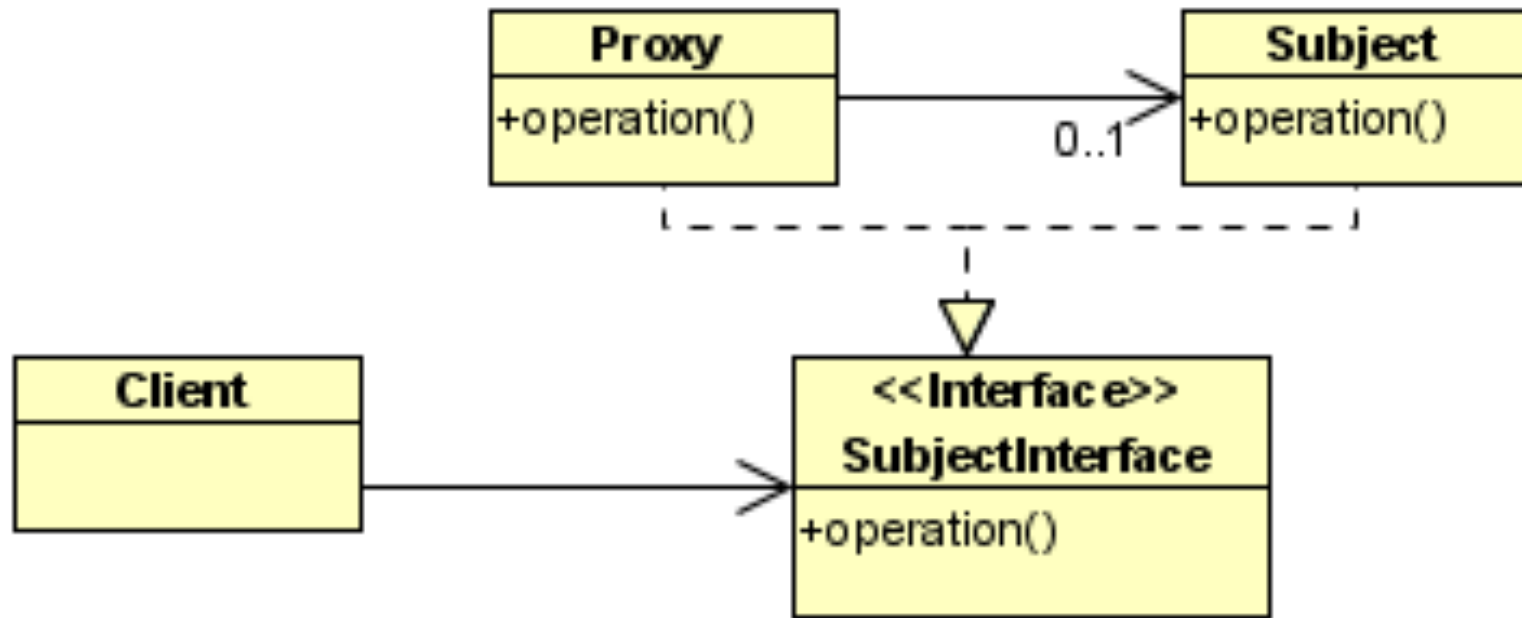 Proxy
+operation()
0..1
Subject
+operation()
Client
<<Interface>>
SubjectInterface
+operation()